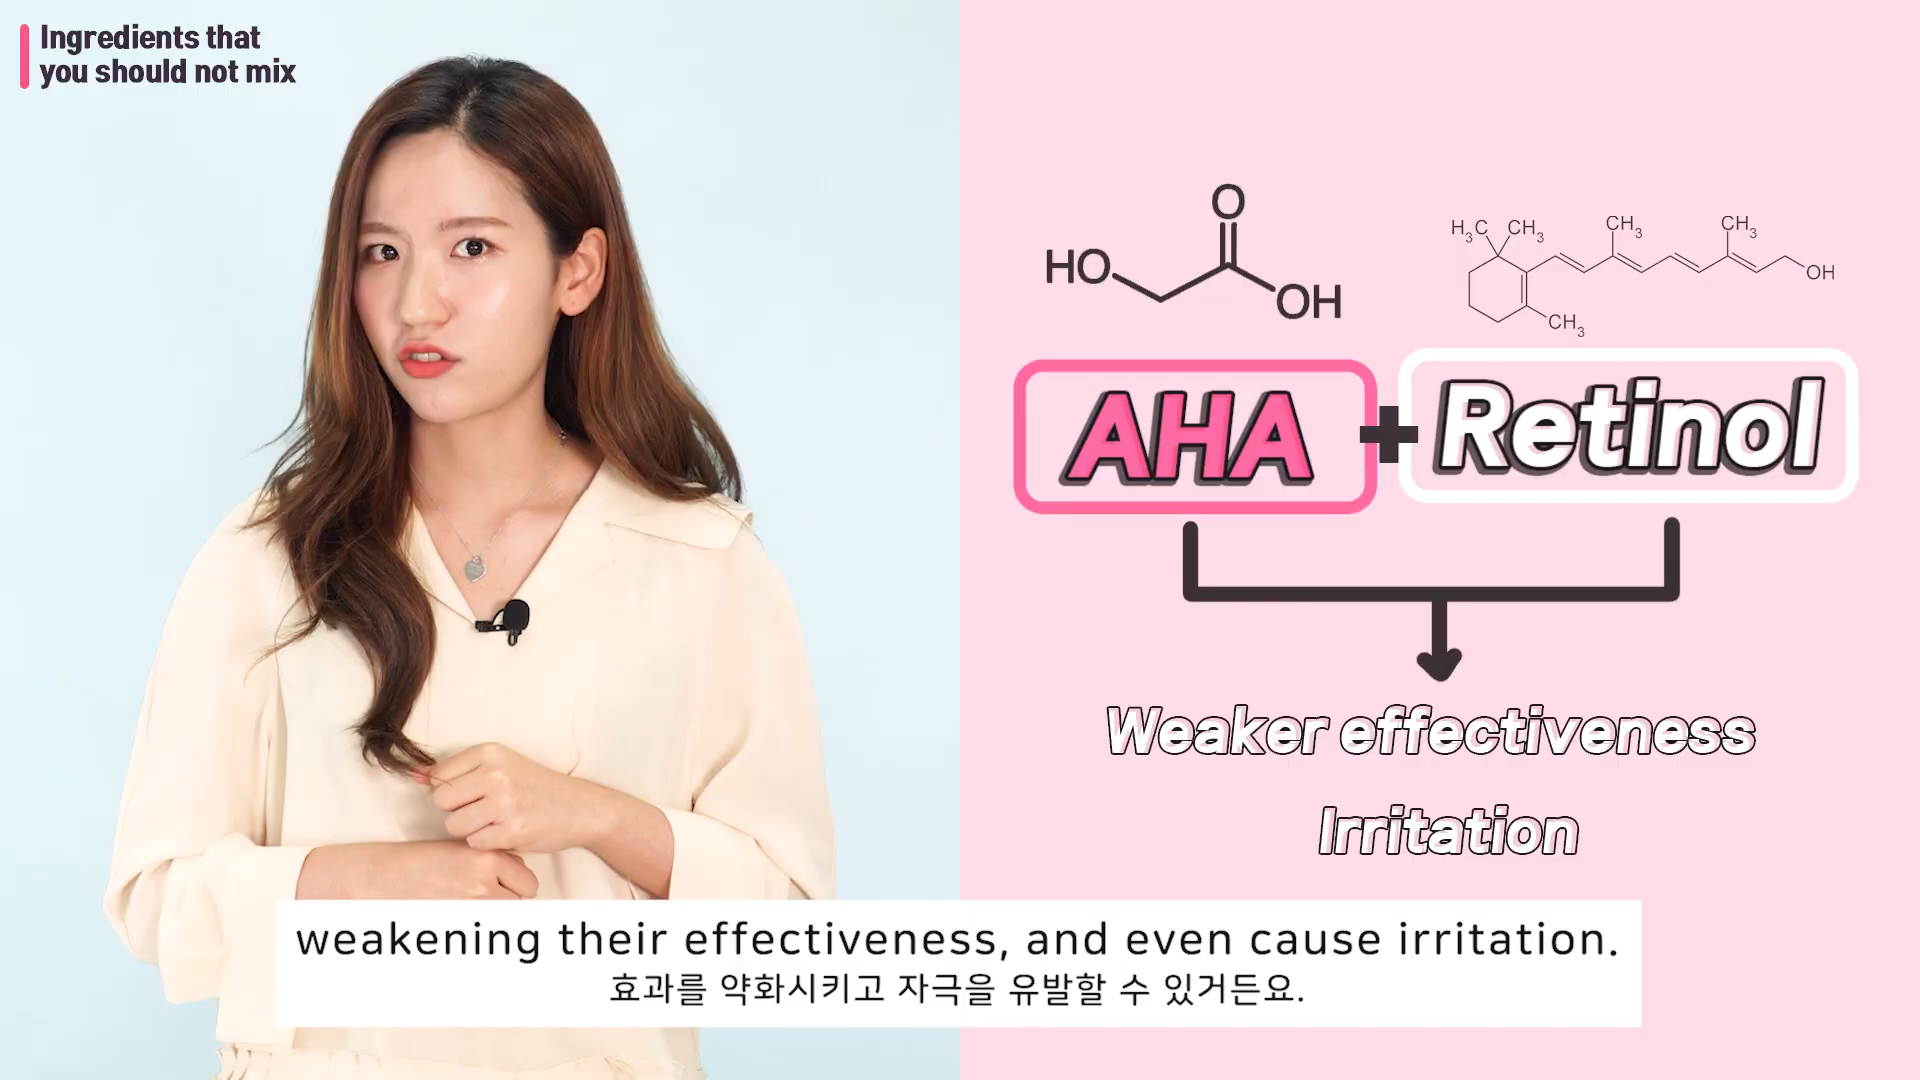 Ingredients that
you should not mix
O
HO
OH
H3C CH3 CH3 CH3
OH
CH3
AHA + Retinol
Weaker effectiveness
Irritation
weakening their effectiveness, and even cause irritation.
효과를 약화시키고 자극을 유발할 수 있거든요.